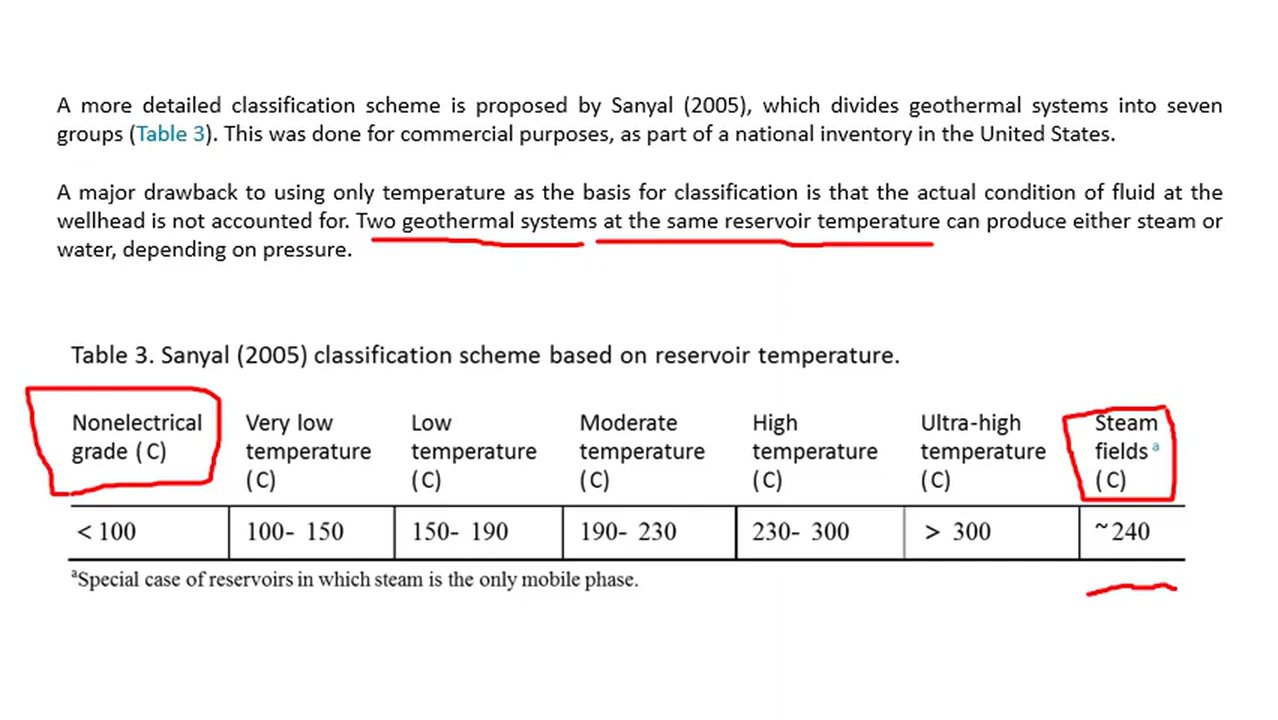 A more detailed classification scheme is proposed by Sanyal (2005), which divides geothermal systems into seven
groups (Table 3). This was done for commercial purposes, as part of a national inventory in the United States.
A major drawback to using only temperature as the basis for classification is that the actual condition of fluid at the
wellhead is not accounted for. Two geothermal systems at the same reservoir temperature can produce either steam or
water, depending on pressure.
Table 3. Sanyal (2005) classification scheme based on reservoir temperature.
Nonelectrical Very low Low Moderate High Ultra-high Steam
grade (C) temperature temperature temperature temperature temperature fields a
(C) (C) (C) (C) (C) (C)
< 100 100- 150 150- 190 190- 230 230- 300 > 300 ~240
aSpecial case of reservoirs in which steam is the only mobile phase.